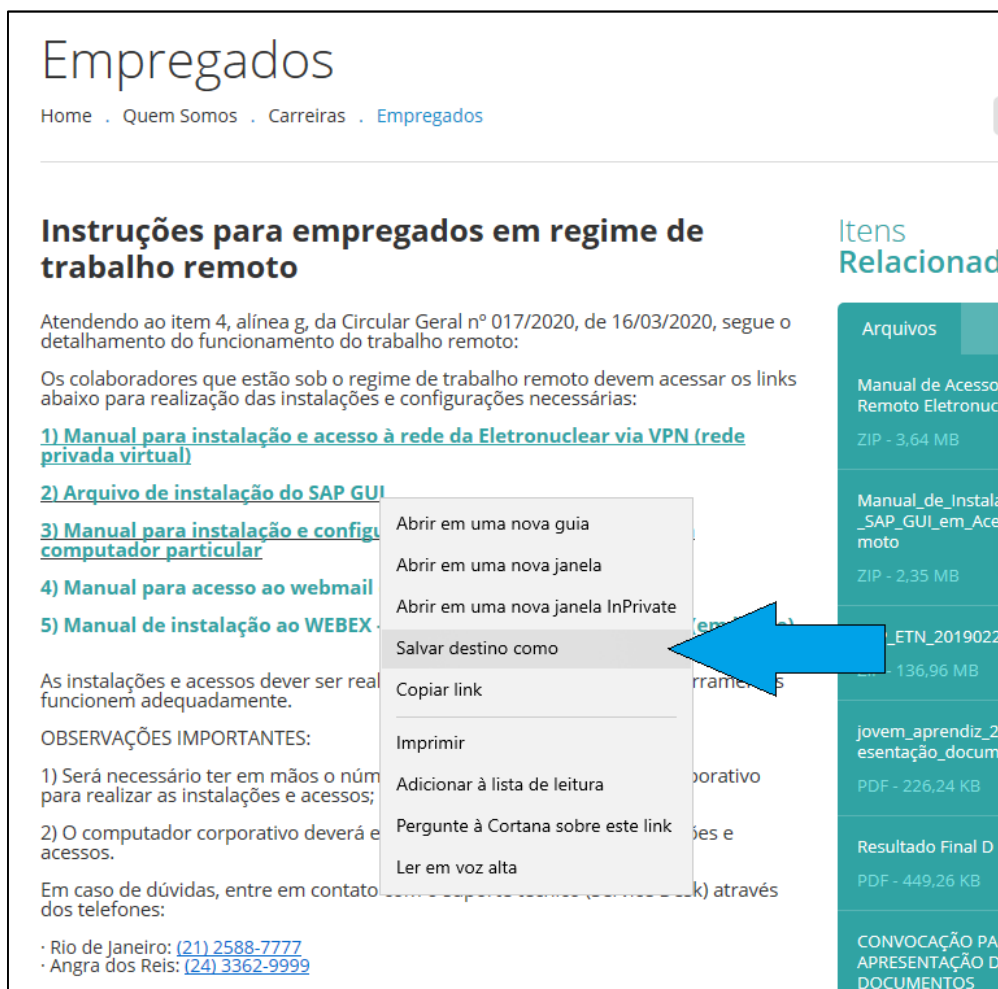 Empregados
Home . Quem Somos . Carreiras . Empregados
Instruções para empregados em regime de
trabalho remoto
Atendendo ao item 4, alínea g, da Circular Geral nº 017/2020, de 16/03/2020, segue o
detalhamento do funcionamento do trabalho remoto:
Os colaboradores que estão sob o regime de trabalho remoto devem acessar os links
abaixo para realização das instalações e configurações necessárias:
1) Manual para instalação e acesso à rede da Eletronuclear via VPN (rede
privada virtual)
2) Arquivo de instalação do SAP GUI
3) Manual para instalação e configu
computador particular
4) Manual para acesso ao webmail
5) Manual de instalação ao WEBEX -
As instalações e acessos dever ser real
funcionem adequadamente.
OBSERVAÇÕES IMPORTANTES:
1) Será necessário ter em mãos o núm orativo
para realizar as instalações e acessos;
2) O computador corporativo deverá e ões e
acessos.
Em caso de dúvidas, entre em contato com o suporte técnico (Service Desk) através
dos telefones:
· Rio de Janeiro: (21) 2588-7777
· Angra dos Reis: (24) 3362-9999
Abrir em uma nova guia
Abrir em uma nova janela
Abrir em uma nova janela InPrivate
Salvar destino como
Copiar link
Imprimir
Adicionar à lista de leitura
Pergunte à Cortana sobre este link
Ler em voz alta
Itens
Relacionad
Arquivos
Manual de Acesso
Remoto Eletronuc
ZIP - 3,64 MB
Manual_de_Instala
_SAP_GUI_em_Ace
moto
ZIP - 2,35 MB
_ETN_2019022
- 136,96 MB
jovem_aprendiz_2
esentação_docum
PDF - 226,24 KB
Resultado Final D
PDF - 449,26 KB
CONVOCAÇÃO PA
APRESENTAÇÃO D
DOCUMENTOS